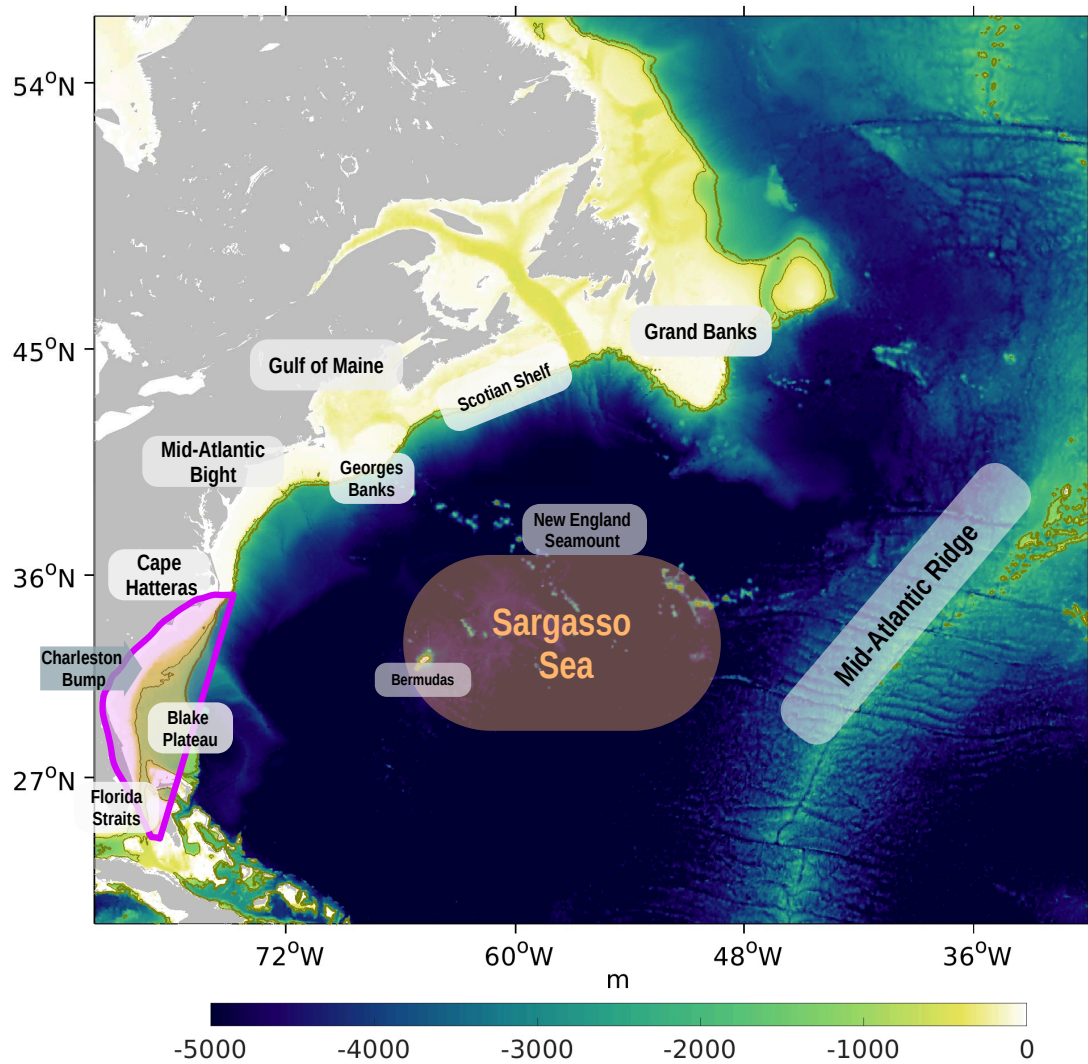 54°N
45°N
36°N
27°N
Grand Banks
Gulf of Maine
Scotian Shelf
Mid-Atlantic
Bight
Georges
Banks
New England
Seamount
Cape
Hatteras
Sargasso
Sea
Mid-Atlantic Ridge
Charleston
Bump
Bermudas
Blake
Plateau
Florida
Straits
72°W
60°W
48°W
36°W
m
-5000
-4000
-3000
-2000
-1000
0